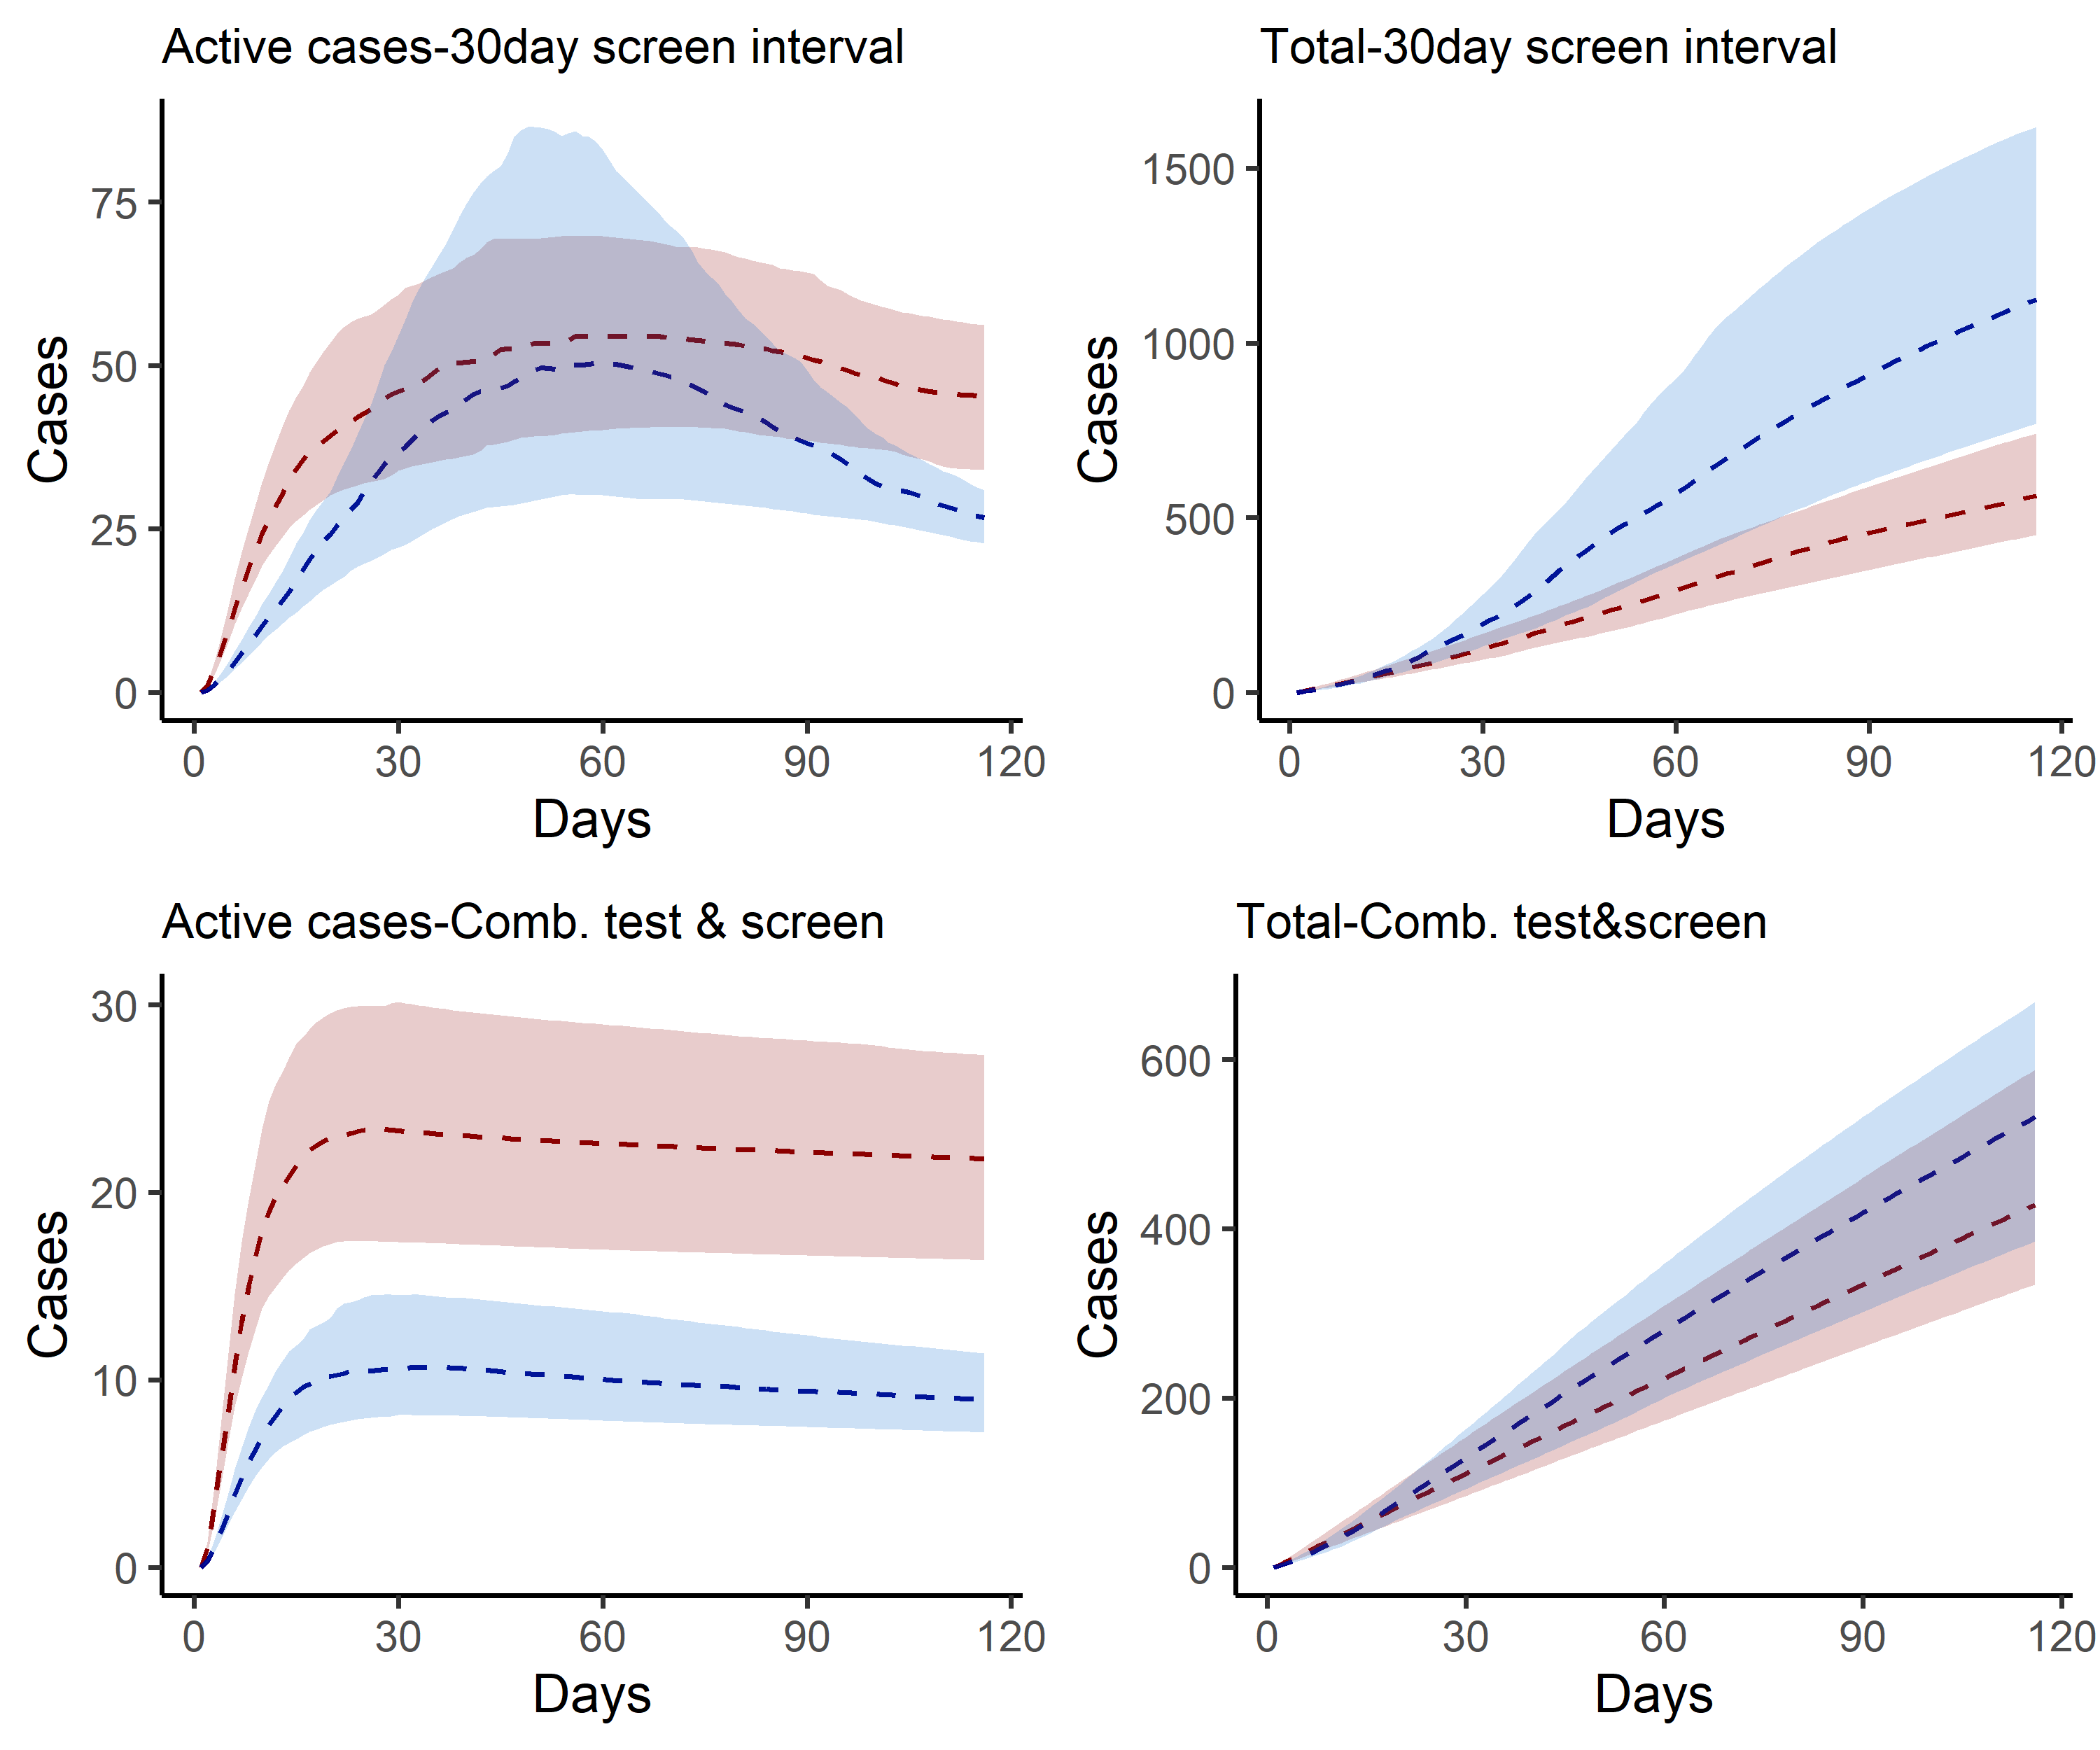 Active cases-30day screen interval
Cases
75
50
25
0
0 30 60 90 120
Days
Total-30day screen interval
Cases
1500
1000
500
0
0 30 60 90 120
Days
Active cases-Comb. test & screen
Cases
30
20
10
0
0 30 60 90 120
Days
Total-Comb. test&screen
Cases
600
400
200
0
0 30 60 90 120
Days